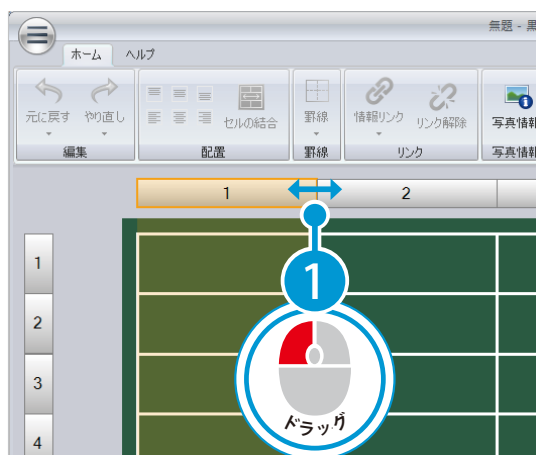 無題 - 黒
ホーム ヘルプ
元に戻す やり直し セルの結合 罫線 情報リンク リンク解除 写真情報
編集 配置 罫線 リンク 写真情報
1 2
1
1
2
3
ドラッグ
4